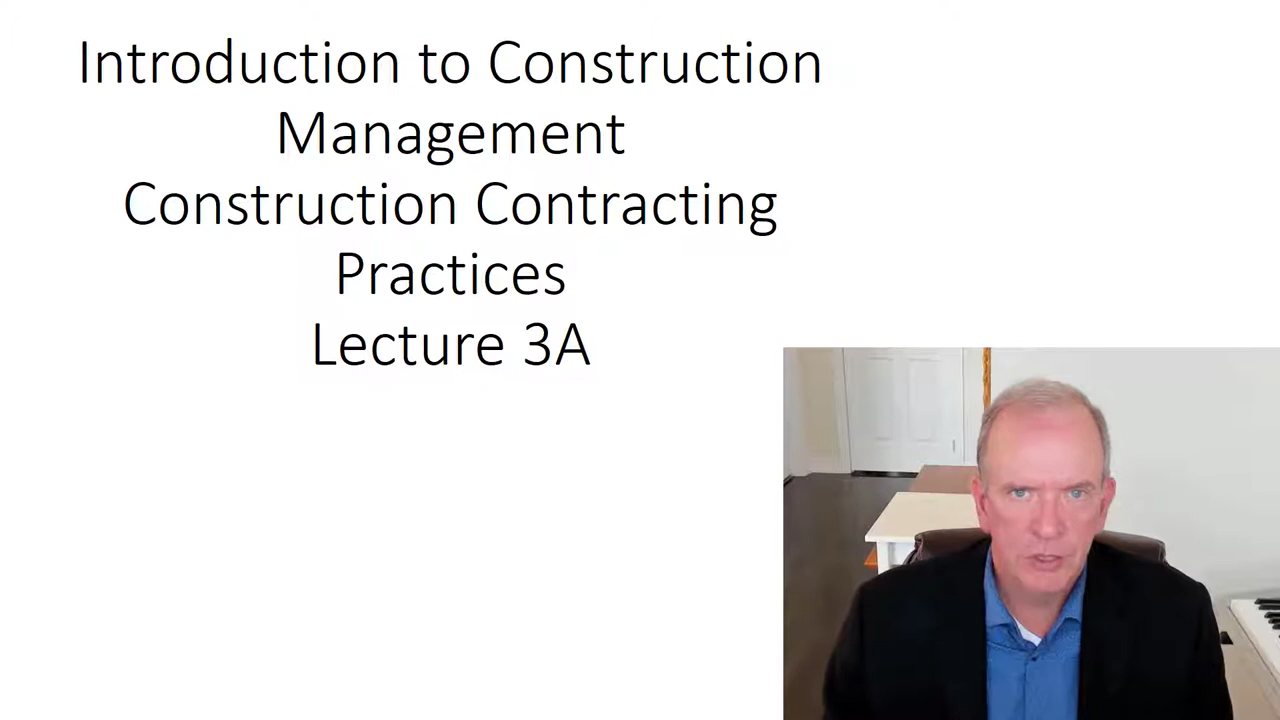 Introduction to Construction
Management
Construction Contracting
Practices
Lecture 3A